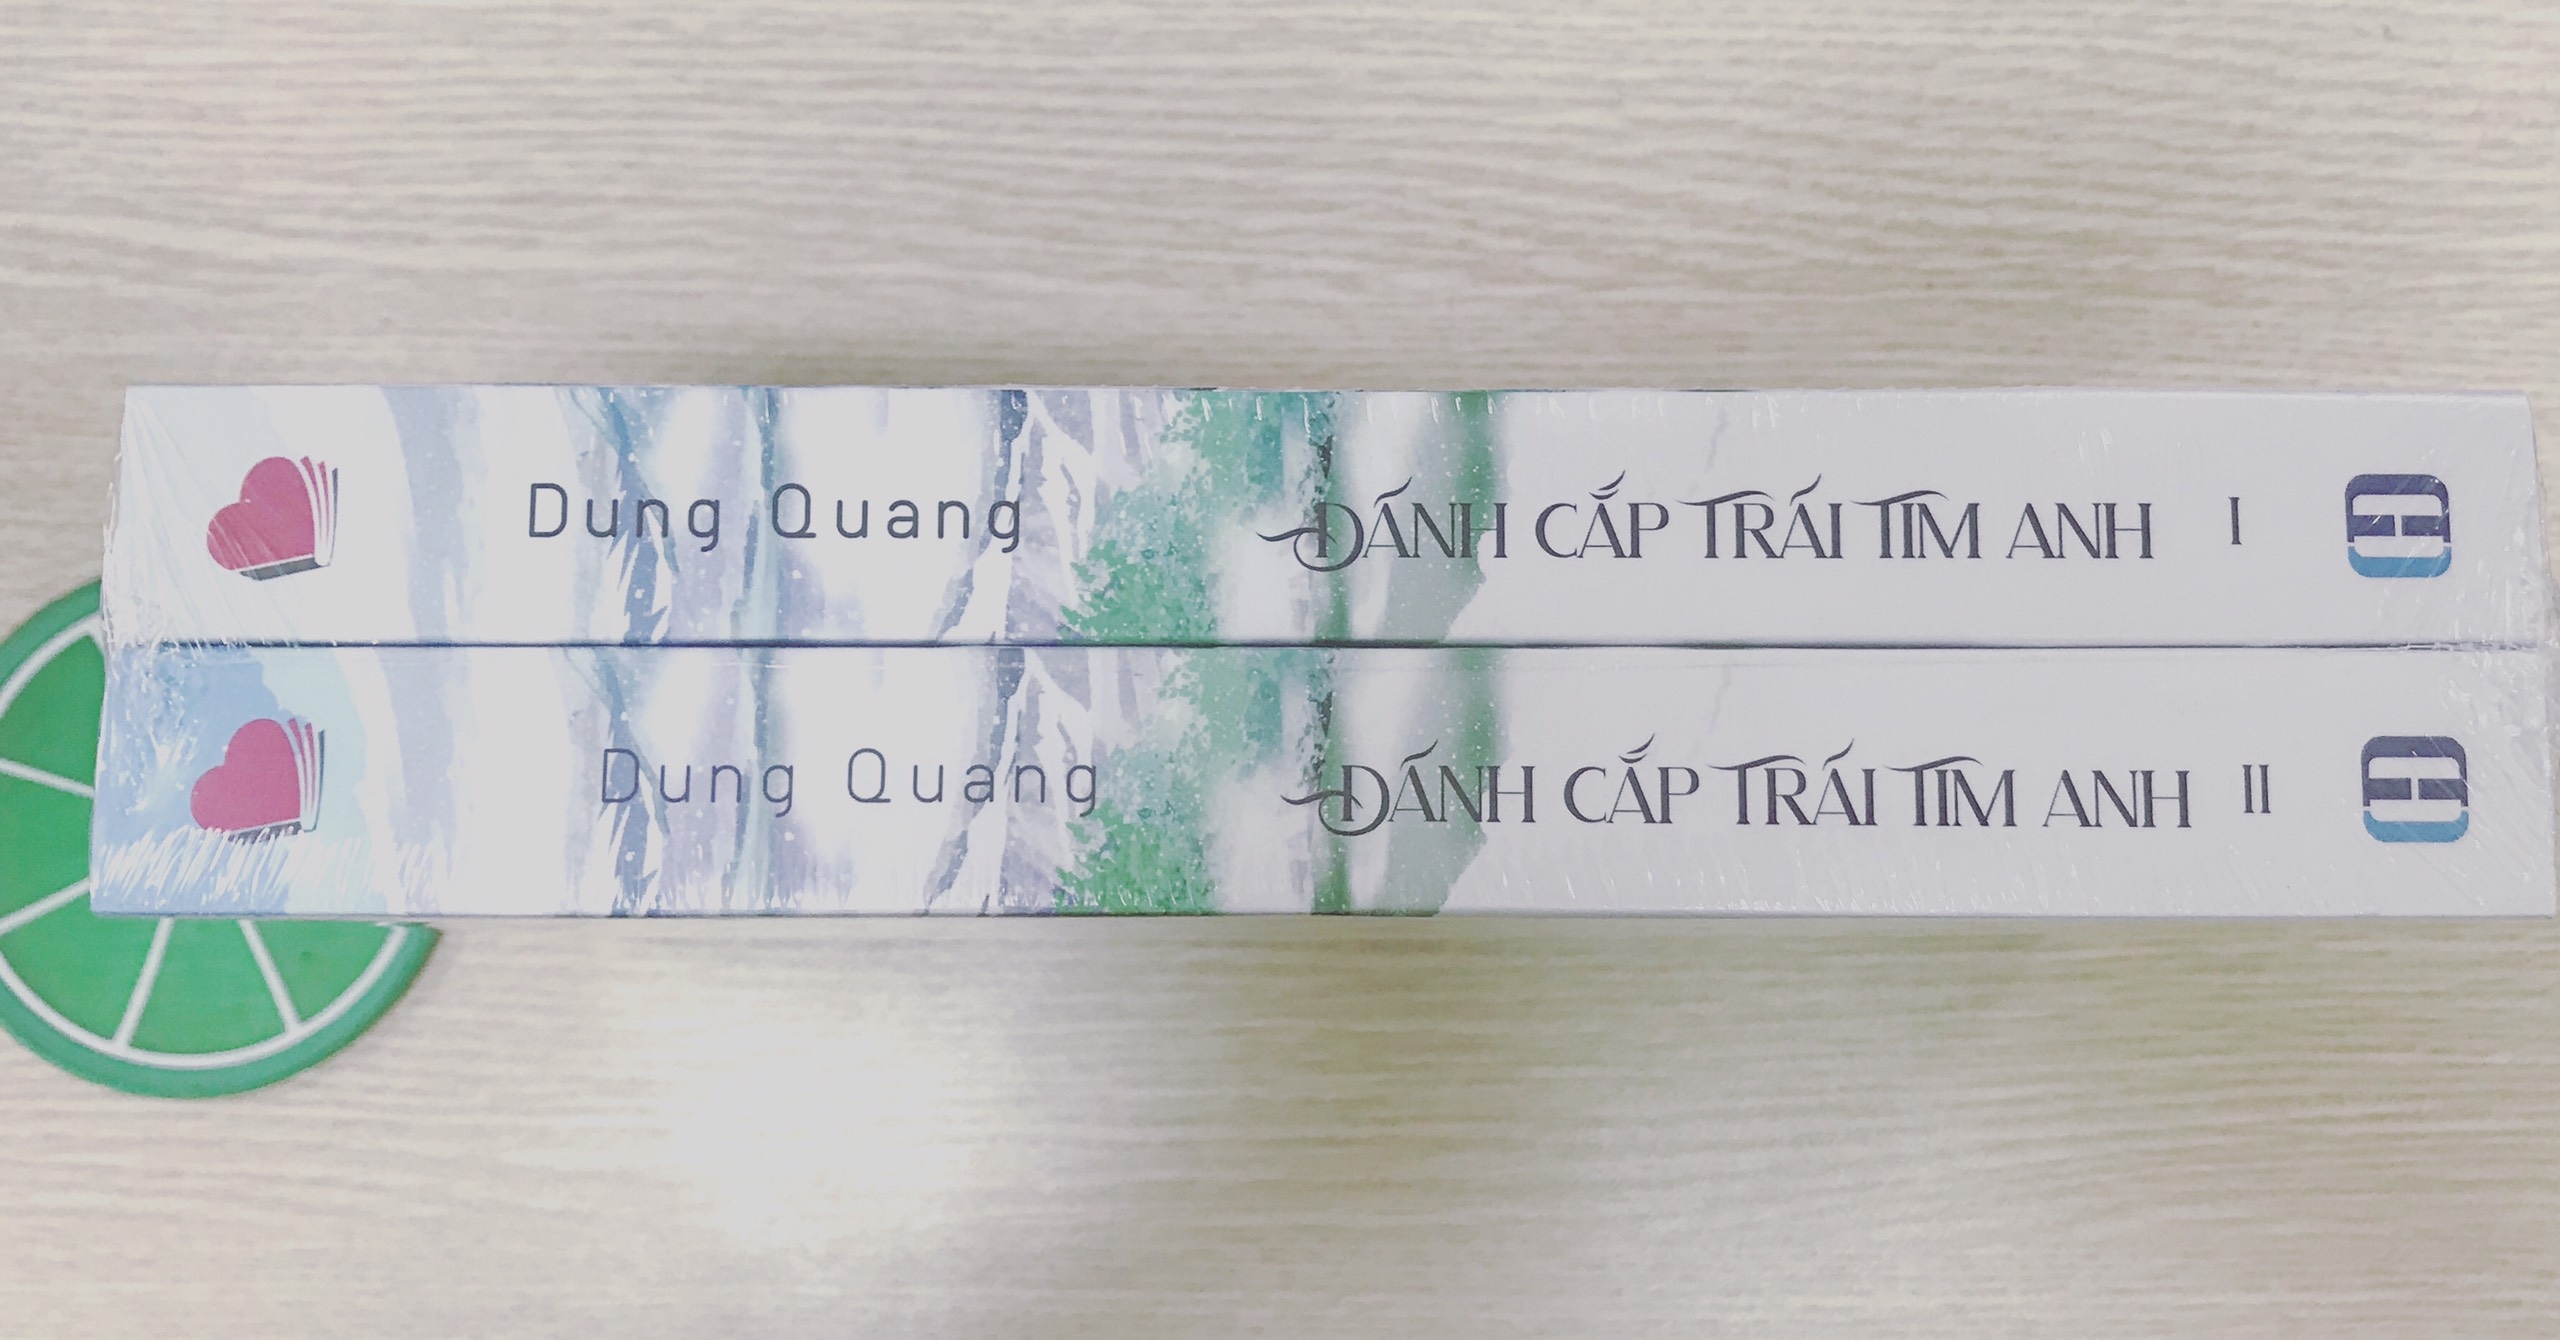 Dung Quang ĐÁNH CẮP TRÁI TIM ANH I
Dung Quang ĐÁNH CẮP TRÁI TIM ANH II